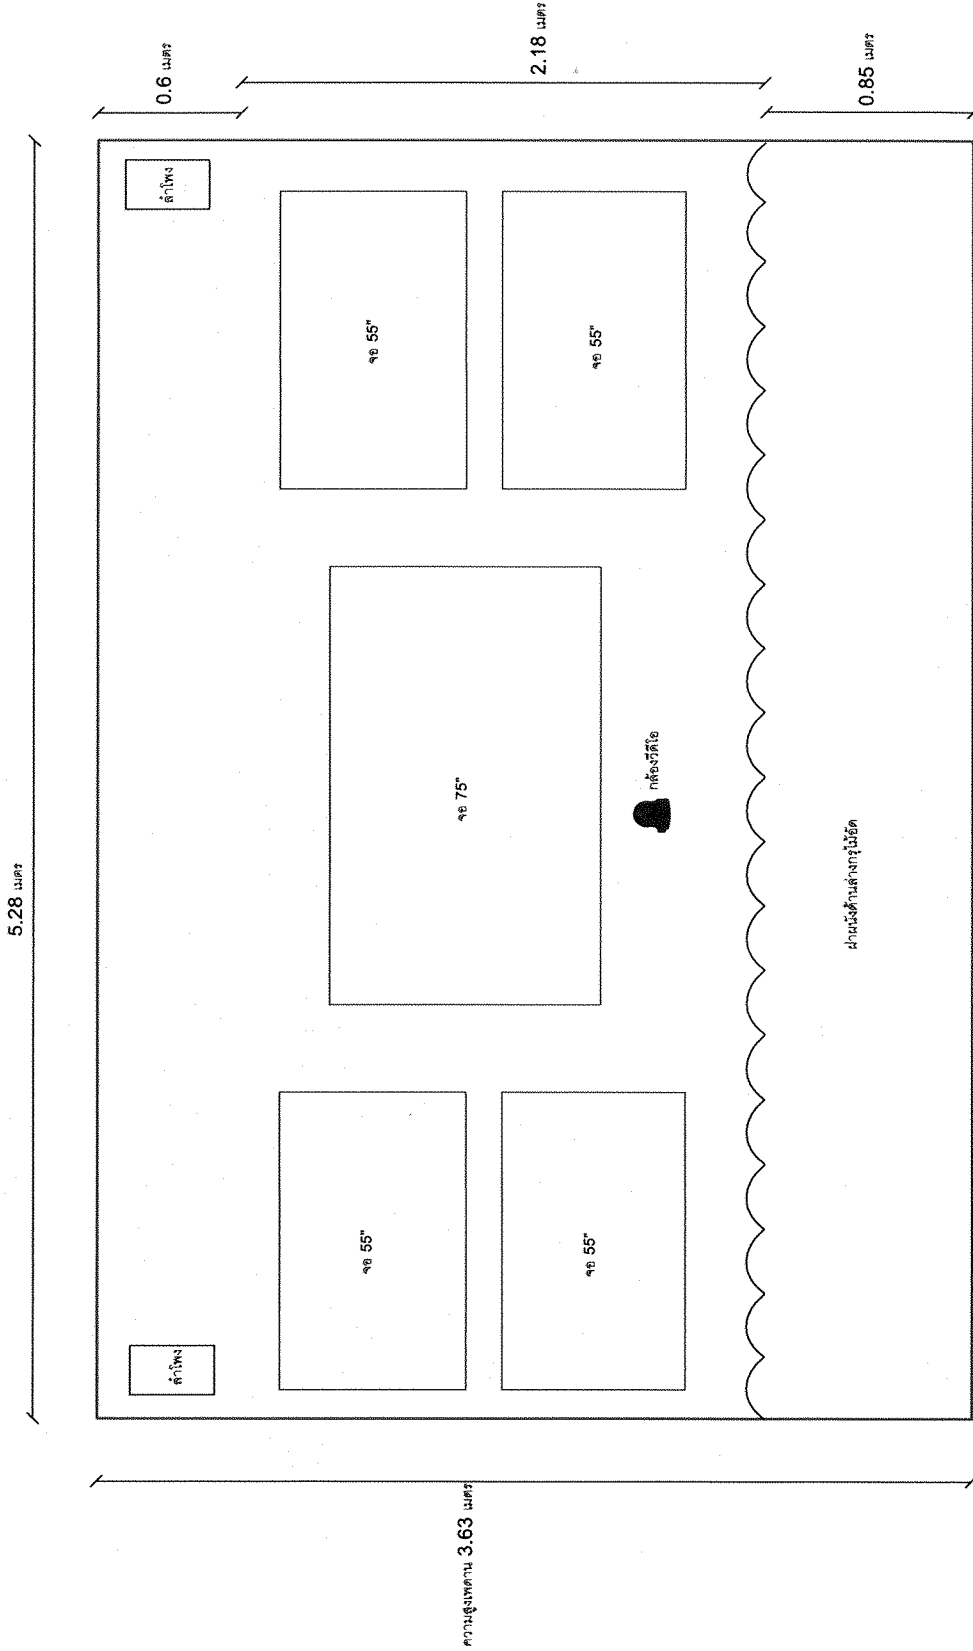 5.28 เมตร
0.6 เมตร
2.18 เมตร
0.85 เมตร
ความสูงเพดาน 3.63 เมตร
ลำโพง
ลำโพง
จอ 55"
จอ 55"
จอ 75"
จอ 55"
จอ 55"
กล้องวีดีโอ
ฝาผนังด้านล่างกรุไม้อัด